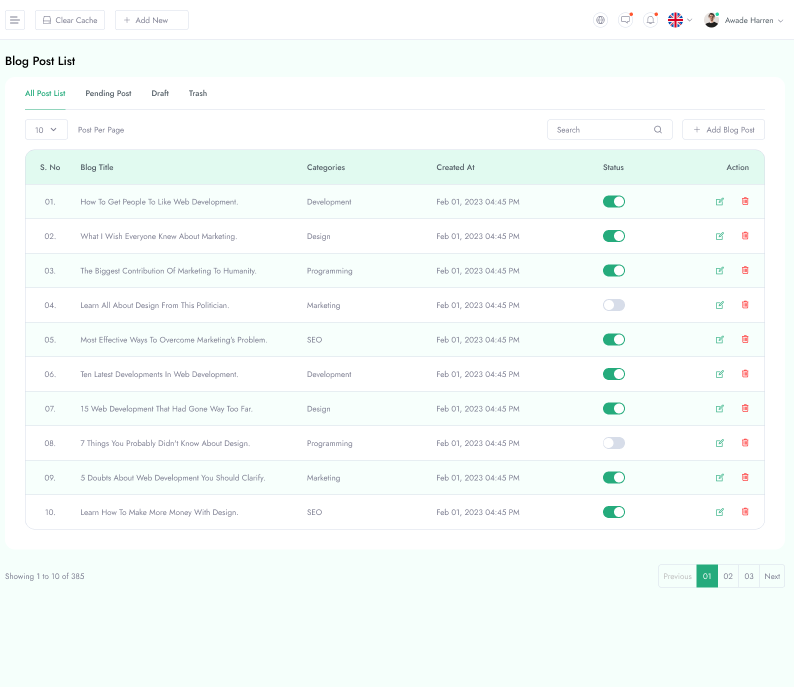 Clear Cache Add New Awade Harren
Blog Post List
All Post List Pending Post Draft Trash
10 Post Per Page Search Add Blog Post
S. No Blog Title Categories Created At Status Action
01. How To Get People To Like Web Development. Development Feb 01, 2023 04:45 PM
02. What I Wish Everyone Knew About Marketing. Design Feb 01, 2023 04:45 PM
03. The Biggest Contribution Of Marketing To Humanity. Programming Feb 01, 2023 04:45 PM
04. Learn All About Design From This Politician. Marketing Feb 01, 2023 04:45 PM
05. Most Effective Ways To Overcome Marketing's Problem. SEO Feb 01, 2023 04:45 PM
06. Ten Latest Developments In Web Development. Development Feb 01, 2023 04:45 PM
07. 15 Web Development That Had Gone Way Too Far. Design Feb 01, 2023 04:45 PM
08. 7 Things You Probably Didn't Know About Design. Programming Feb 01, 2023 04:45 PM
09. 5 Doubts About Web Development You Should Clarify. Marketing Feb 01, 2023 04:45 PM
10. Learn How To Make More Money With Design. SEO Feb 01, 2023 04:45 PM
Showing 1 to 10 of 385 Previous 01 02 03 Next